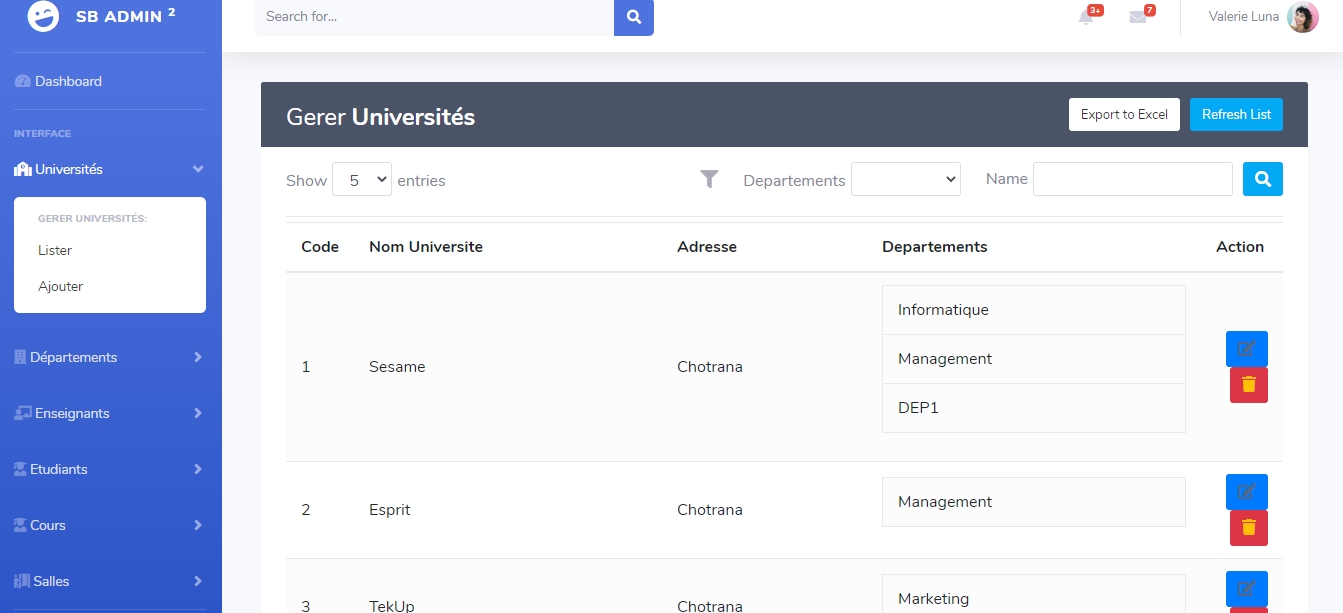 SB ADMIN 2
Search for...
3+
7
Valerie Luna
Dashboard
INTERFACE
Universités
GERER UNIVERSITÉS:
Lister
Ajouter
Départements
Enseignants
Etudiants
Cours
Salles
Gerer Universités
Export to Excel
Refresh List
Show 5 entries
Departements
Name
Code Nom Universite Adresse Departements Action
1 Sesame Chotrana
Informatique
Management
DEP1
2 Esprit Chotrana
Management
3 TekUp Chotrana
Marketing